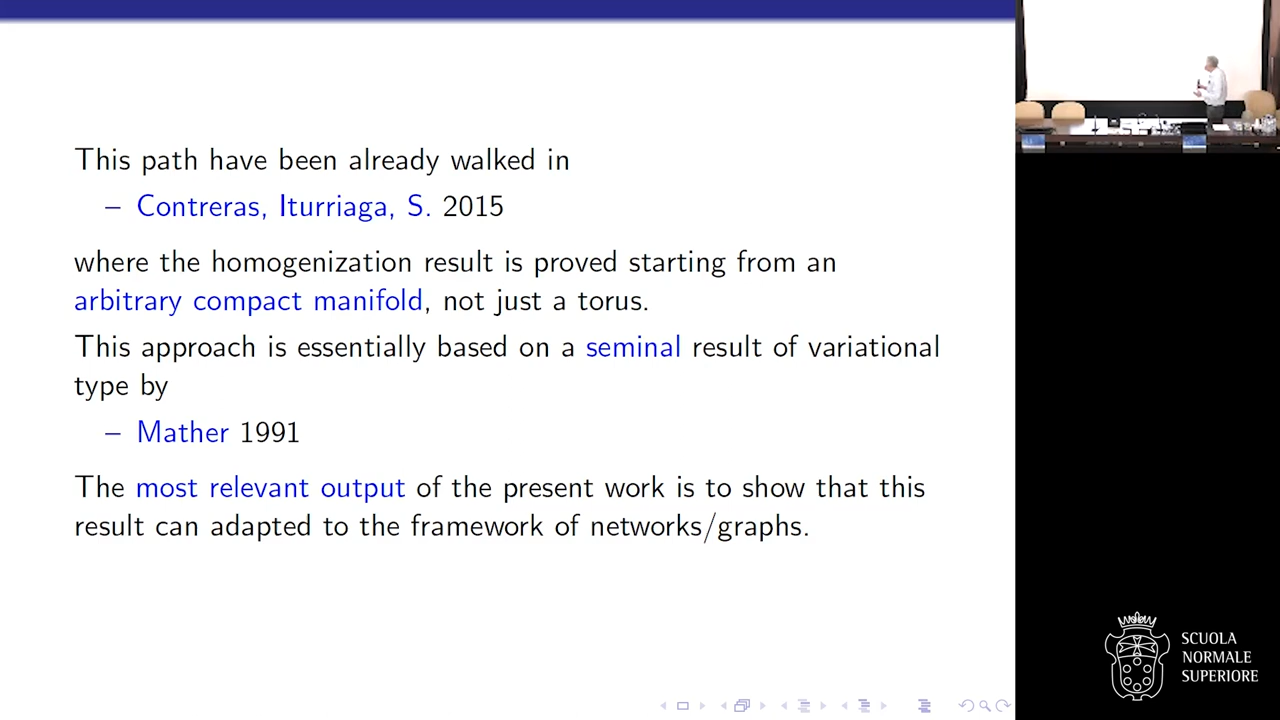 This path have been already walked in
– Contreras, Iturriaga, S. 2015
where the homogenization result is proved starting from an
arbitrary compact manifold, not just a torus.
This approach is essentially based on a seminal result of variational
type by
– Mather 1991
The most relevant output of the present work is to show that this
result can adapted to the framework of networks/graphs.
SCUOLA
NORMALE
SUPERIORE